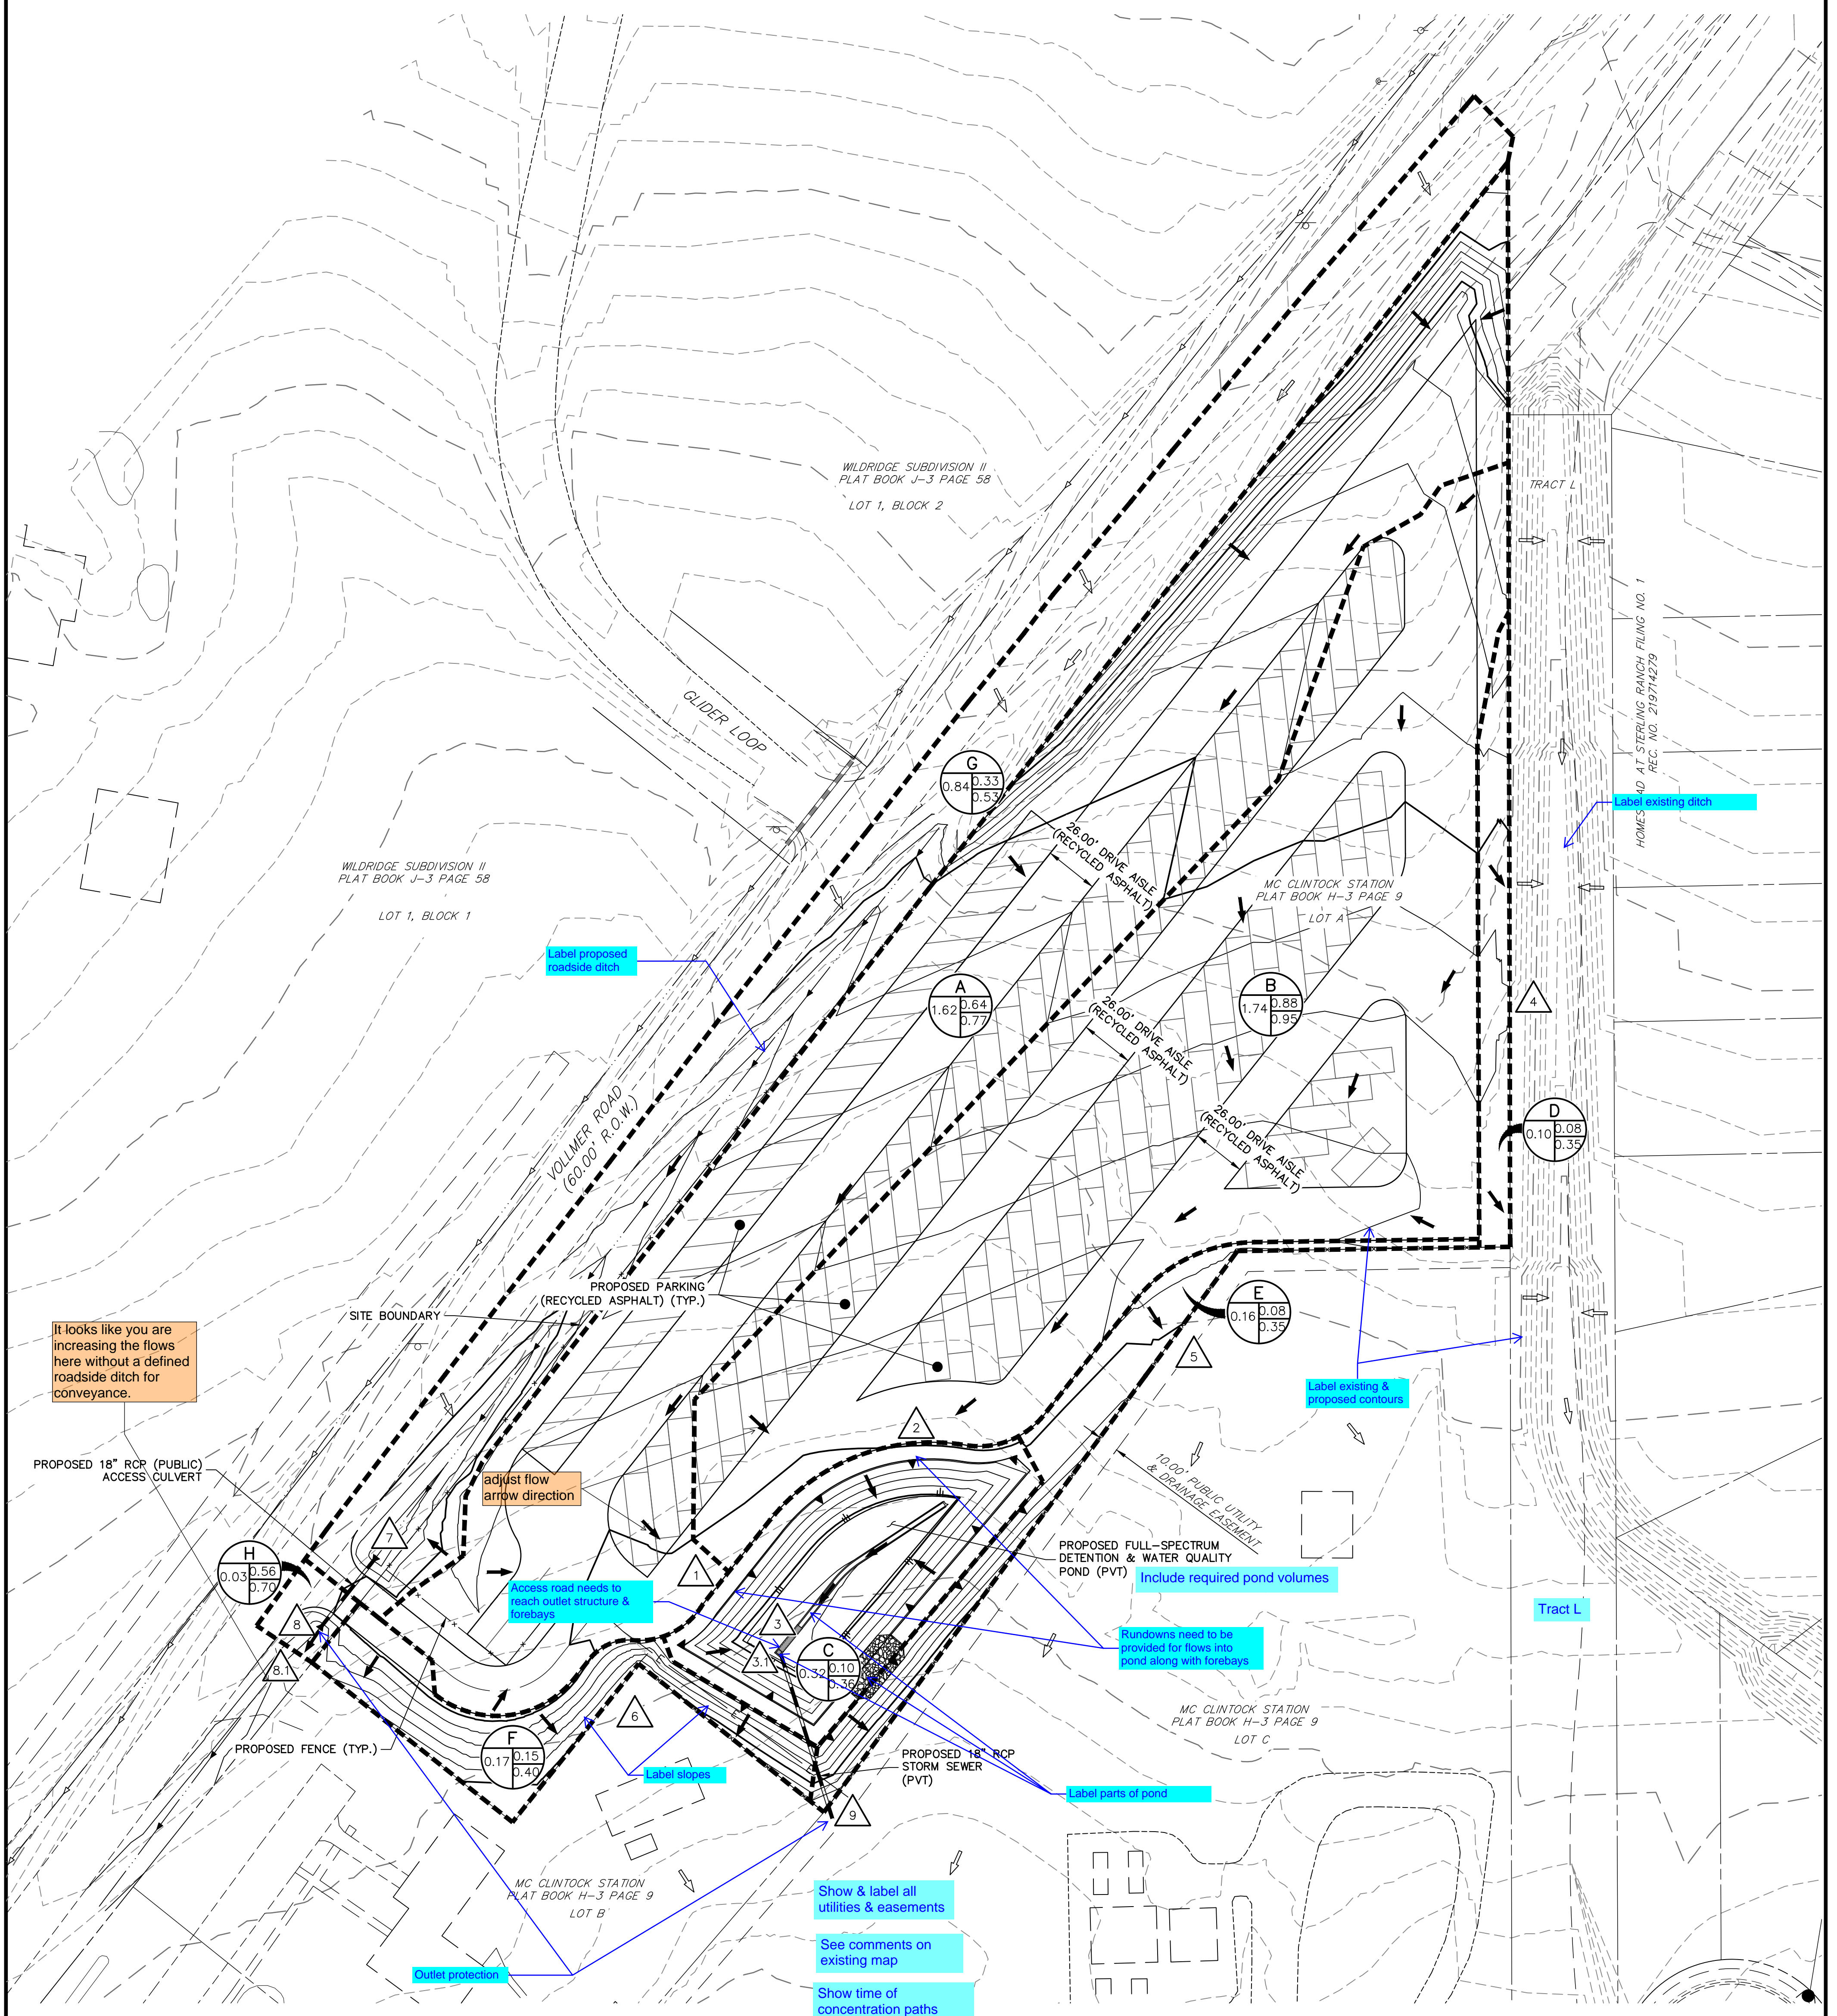 WILDRIDGE SUBDIVISION II
PLAT BOOK J-3 PAGE 58
LOT 1, BLOCK 2
TRACT L
HOMESTEAD AT STERLING RANCH FILING NO. 1
REC. NO. 219714279
GLIDER LOOP
G
0.84
0.33
0.53
Label existing ditch
26.00' DRIVE AISLE
(RECYCLED ASPHALT)
WILDRIDGE SUBDIVISION II
PLAT BOOK J-3 PAGE 58
LOT 1, BLOCK 1
MC CLINTOCK STATION
PLAT BOOK H-3 PAGE 9
LOT A
Label proposed
roadside ditch
A
1.62
0.64
0.77
B
1.74
0.88
0.95
4
26.00' DRIVE AISLE
(RECYCLED ASPHALT)
VOLLMER ROAD
(60.00' R.O.W.)
26.00' DRIVE AISLE
(RECYCLED ASPHALT)
D
0.10
0.08
0.35
PROPOSED PARKING
(RECYCLED ASPHALT) (TYP.)
SITE BOUNDARY
E
0.16
0.08
0.35
5
It looks like you are
increasing the flows
here without a defined
roadside ditch for
conveyance.
Label existing &
proposed contours
2
10.00' PUBLIC UTILITY
& DRAINAGE EASEMENT
PROPOSED 18" RCP (PUBLIC)
ACCESS CULVERT
adjust flow
arrow direction
7
H
0.03
0.56
0.70
PROPOSED FULL-SPECTRUM
DETENTION & WATER QUALITY
POND (PVT)
Include required pond volumes
1
Access road needs to
reach outlet structure &
forebays
Tract L
8
3
8.1
3.1
C
0.32
0.10
0.36
Rundowns need to be
provided for flows into
pond along with forebays
6
MC CLINTOCK STATION
PLAT BOOK H-3 PAGE 9
LOT C
PROPOSED FENCE (TYP.)
F
0.17
0.15
0.40
PROPOSED 18" RCP
STORM SEWER
(PVT)
Label slopes
Label parts of pond
9
MC CLINTOCK STATION
PLAT BOOK H-3 PAGE 9
LOT B
Show & label all
utilities & easements
See comments on
existing map
Outlet protection
Show time of
concentration paths